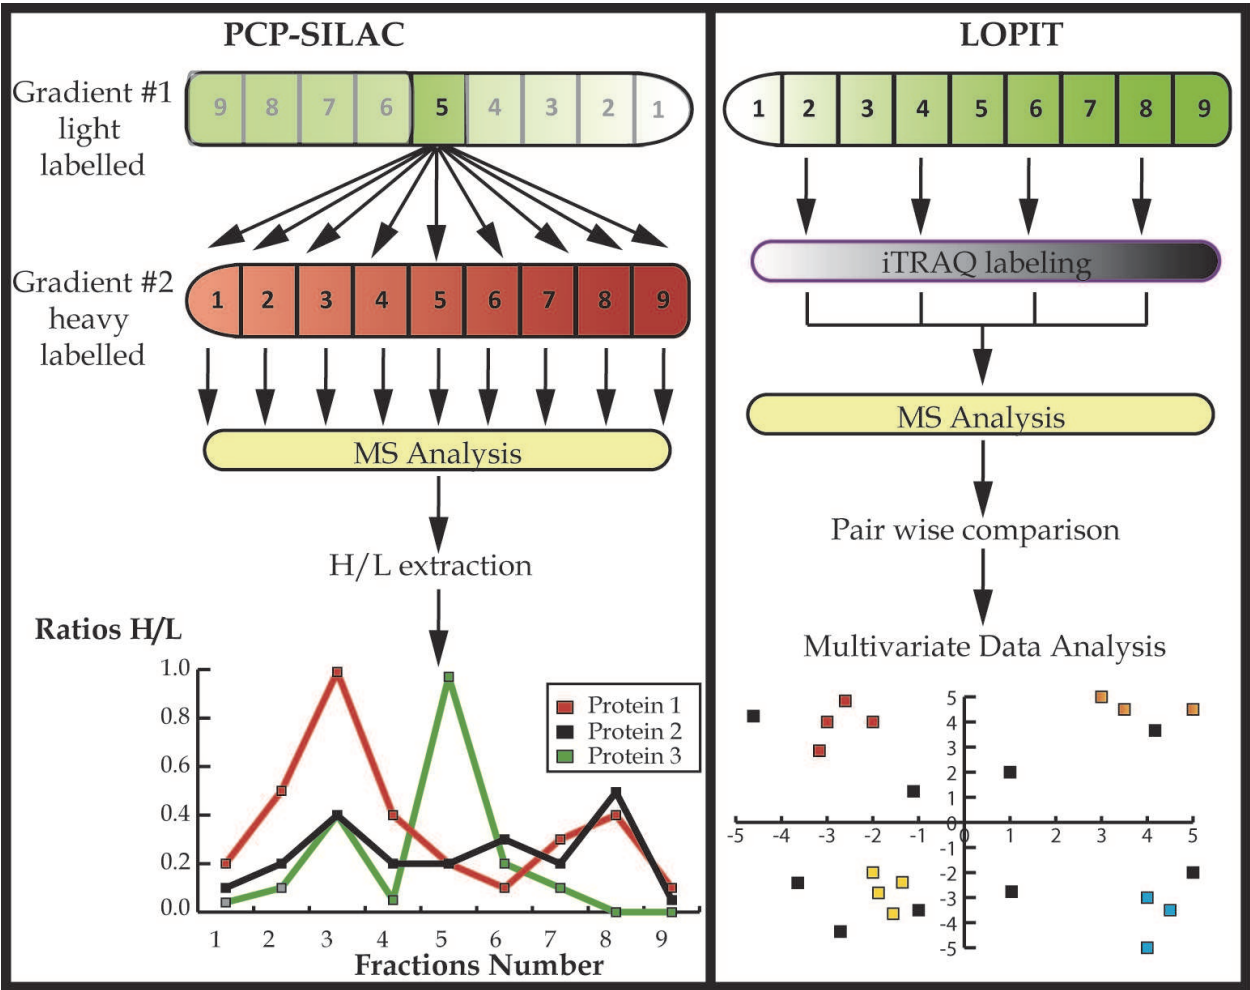 PCP-SILAC
Gradient #1
light
labelled
9 8 7 6 5 4 3 2 1
Gradient #2
heavy
labelled
1 2 3 4 5 6 7 8 9
MS Analysis
H/L extraction
Ratios H/L
1.0
0.8
0.6
0.4
0.2
0.0
Protein 1
Protein 2
Protein 3
1 2 3 4 5 6 7 8 9
Fractions Number
LOPIT
1 2 3 4 5 6 7 8 9
iTRAQ labeling
MS Analysis
Pair wise comparison
Multivariate Data Analysis
5
4
3
2
1
0
-5 -4 -3 -2 -1 0 1 2 3 4 5
-1
-2
-3
-4
-5